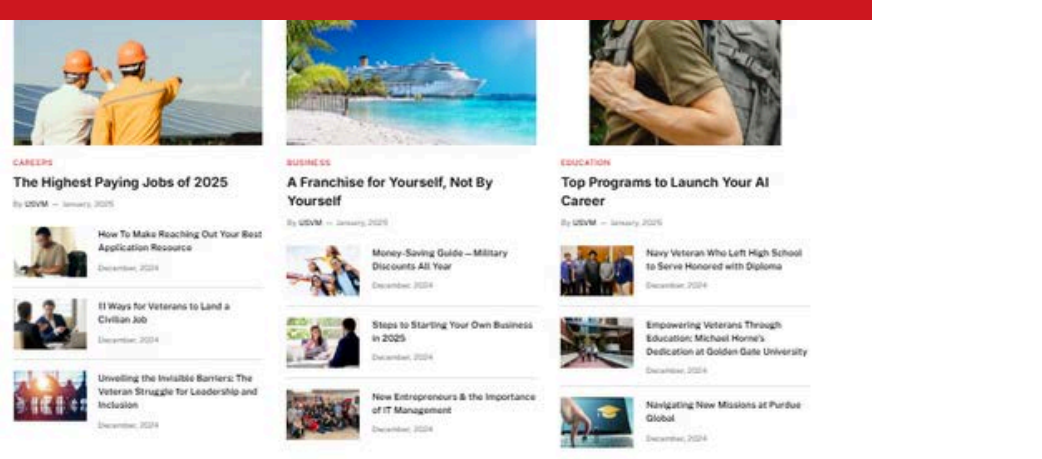 CAREERS
The Highest Paying Jobs of 2025
By USVM — January, 2025
How To Make Reaching Out Your Best
Application Resource
December, 2024
11 Ways for Veterans to Land a
Civilian Job
December, 2024
Unveiling the Invisible Barriers: The
Veteran Struggle for Leadership and
Inclusion
December, 2024
BUSINESS
A Franchise for Yourself, Not By
Yourself
By USVM — January, 2025
Money-Saving Guide — Military
Discounts All Year
December, 2024
Steps to Starting Your Own Business
in 2025
December, 2024
New Entrepreneurs & the Importance
of IT Management
December, 2024
EDUCATION
Top Programs to Launch Your AI
Career
By USVM — January, 2025
Navy Veteran Who Left High School
to Serve Honored with Diploma
December, 2024
Empowering Veterans Through
Education: Michael Horne's
Dedication at Golden Gate University
December, 2024
Navigating New Missions at Purdue
Global
December, 2024